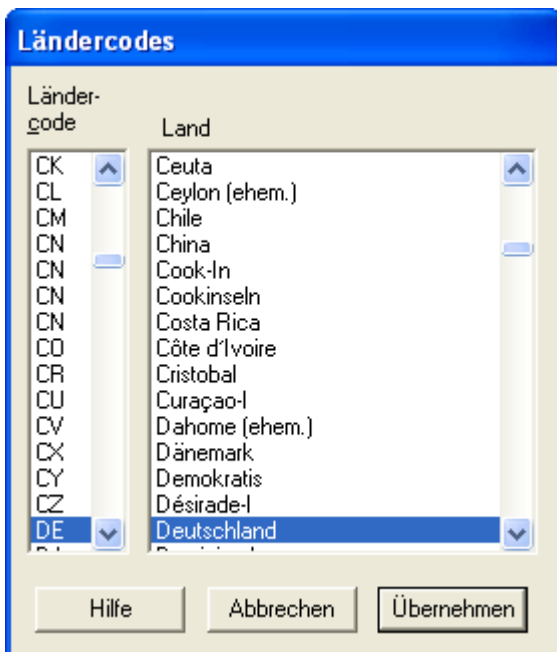 Ländercodes
Länder-
code
Land
CK
CL
CM
CN
CN
CN
CN
CO
CR
CU
CV
CX
CY
CZ
DE
Ceuta
Ceylon (ehem.)
Chile
China
Cook-In
Cookinseln
Costa Rica
Côte d'Ivoire
Cristobal
Curaçao-I
Dahome (ehem.)
Dänemark
Demokratis
Désirade-I
Deutschland
Hilfe
Abbrechen
Übernehmen